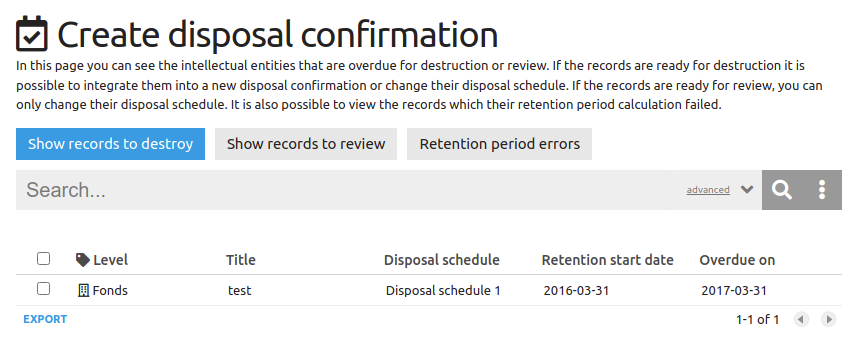 Create disposal confirmation
In this page you can see the intellectual entities that are overdue for destruction or review. If the records are ready for destruction it is
possible to integrate them into a new disposal confirmation or change their disposal schedule. If the records are ready for review, you can
only change their disposal schedule. It is also possible to view the records which their retention period calculation failed.
Show records to destroy Show records to review Retention period errors
Search... advanced
Level Title Disposal schedule Retention start date Overdue on
Fonds test Disposal schedule 1 2016-03-31 2017-03-31
EXPORT 1-1 of 1